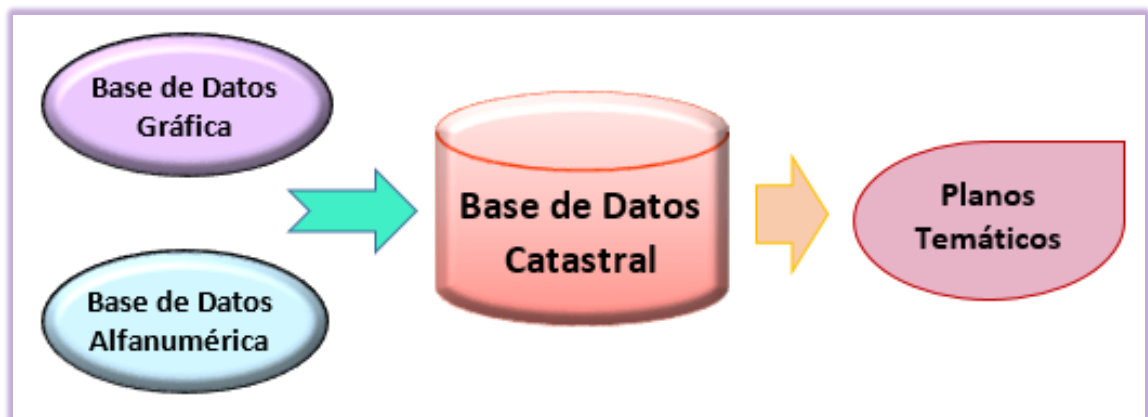 Base de Datos
Gráfica
Base de Datos
Alfanumérica
Base de Datos
Catastral
Planos
Temáticos